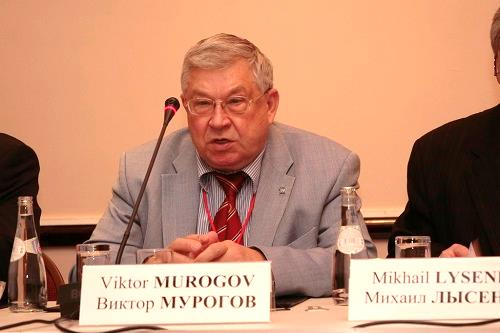 Viktor MUROGOV
Виктор МУРОГОВ
Mikhail LYSEN
Михаил ЛЫСЕН